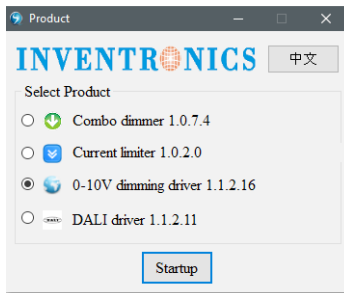 Product
INVENTRONICS
中文
Select Product
Combo dimmer 1.0.7.4
Current limiter 1.0.2.0
0-10V dimming driver 1.1.2.16
DALI DALI driver 1.1.2.11
Startup